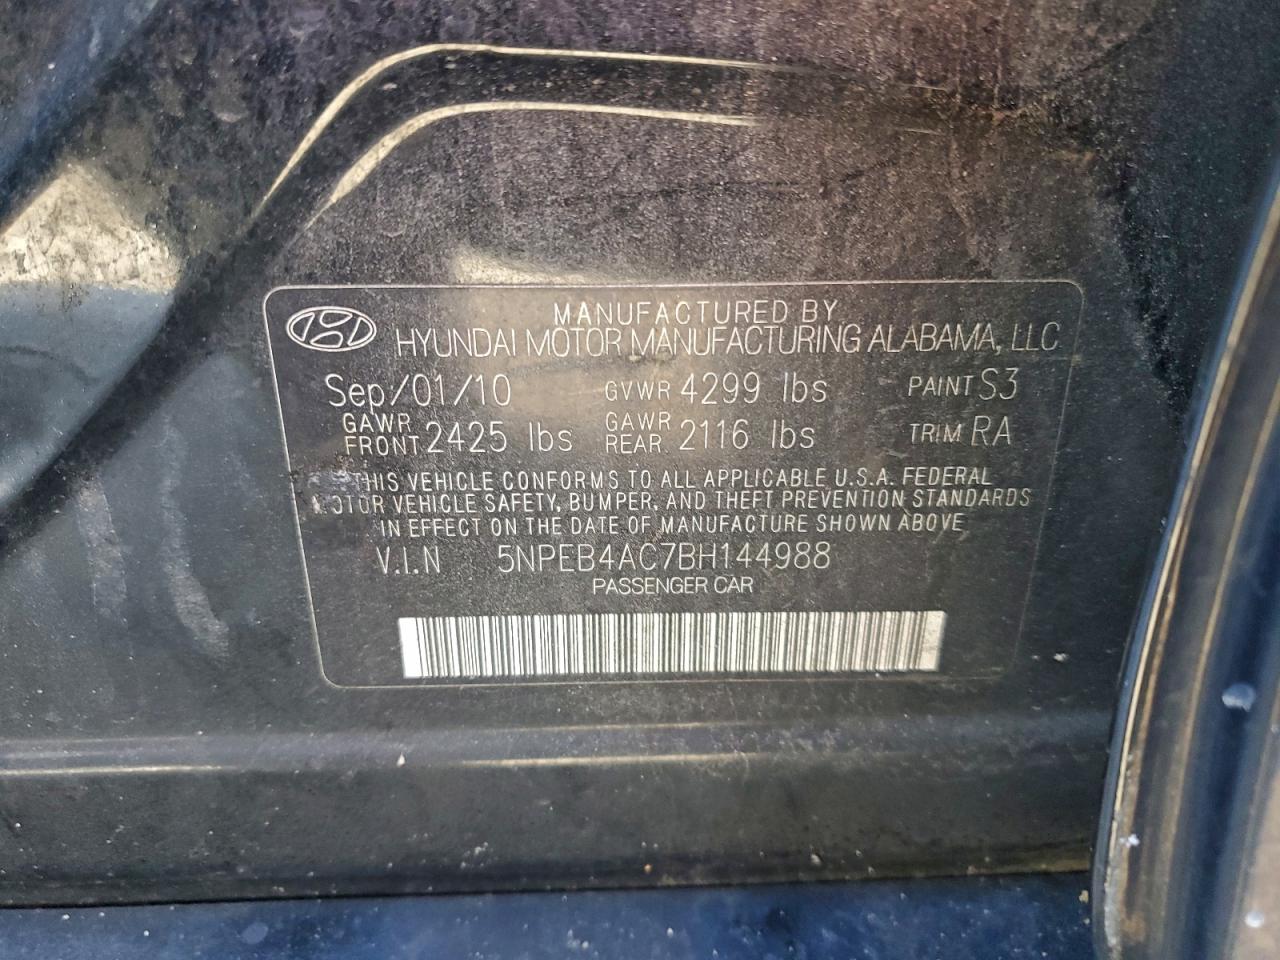 MANUFACTURED BY
HYUNDAI MOTOR MANUFACTURING ALABAMA, LLC
Sep/01/10 GVWR 4299 lbs PAINT S3
GAWR FRONT 2425 lbs GAWR REAR 2116 lbs TRIM RA
THIS VEHICLE CONFORMS TO ALL APPLICABLE U.S.A. FEDERAL
MOTOR VEHICLE SAFETY, BUMPER, AND THEFT PREVENTION STANDARDS
IN EFFECT ON THE DATE OF MANUFACTURE SHOWN ABOVE
V.I.N 5NPEB4AC7BH144988
PASSENGER CAR